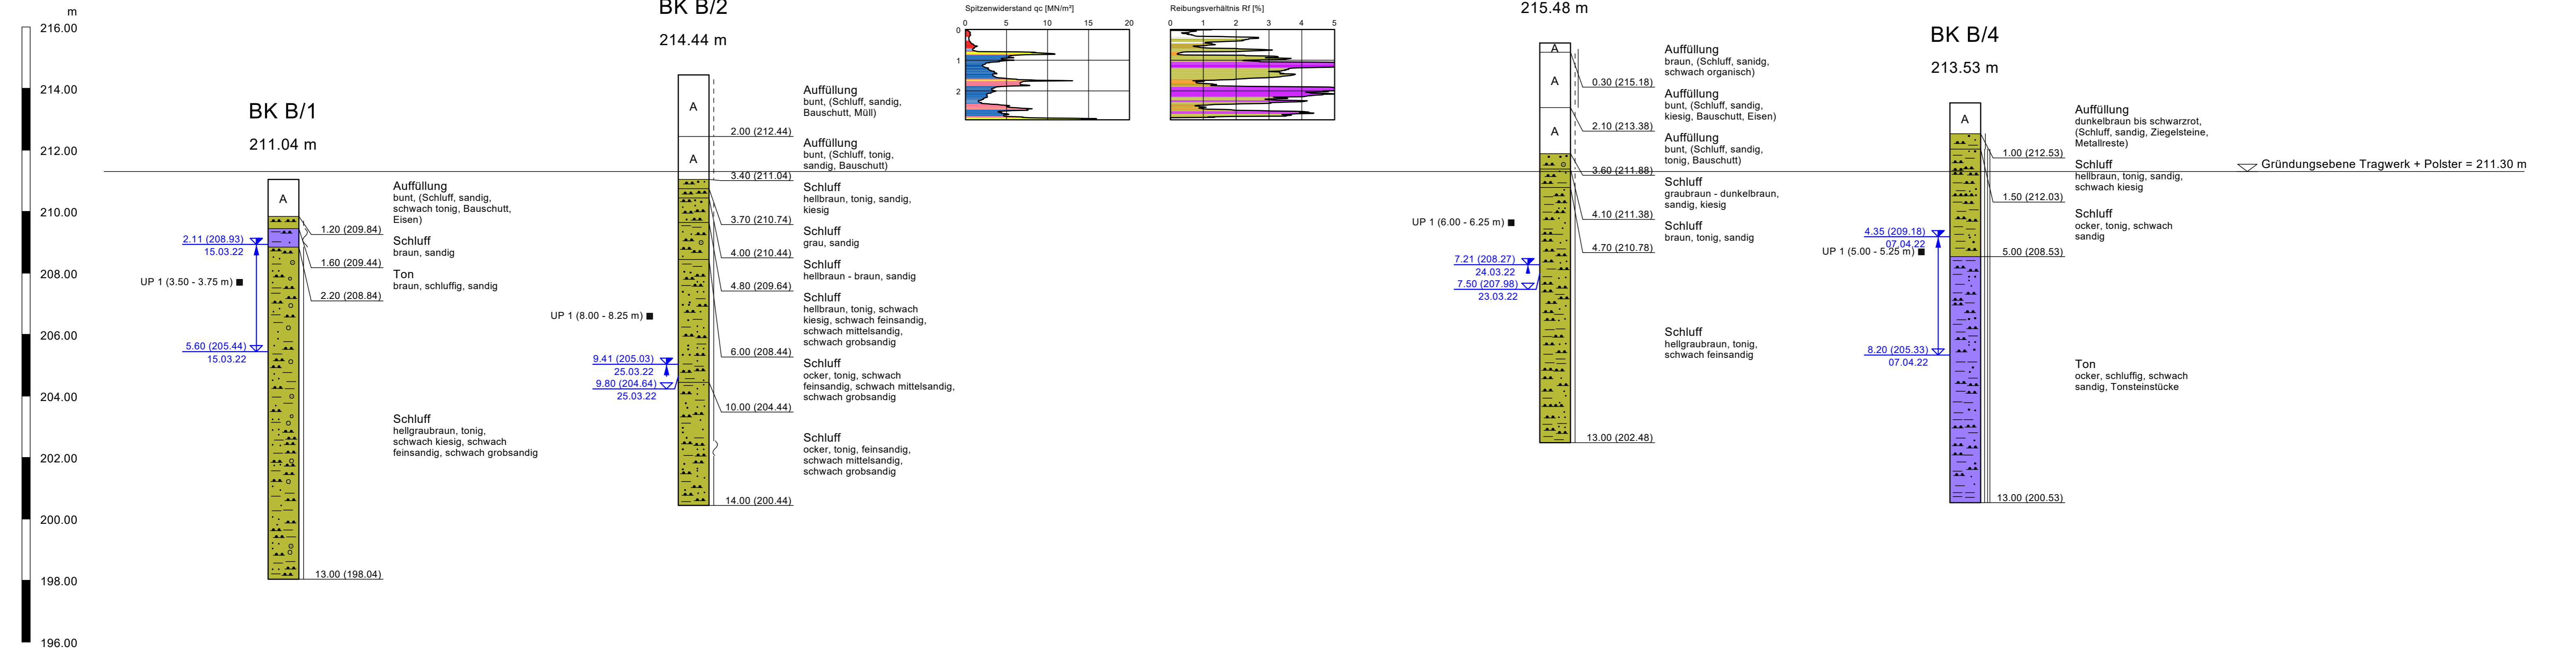 m
216.00
214.00
212.00
210.00
208.00
206.00
204.00
202.00
200.00
198.00
196.00
BK B/1
211.04 m
A
1.20 (209.84)
1.60 (209.44)
2.20 (208.84)
13.00 (198.04)
2.11 (208.93)
15.03.22
UP 1 (3.50 - 3.75 m)
5.60 (205.44)
15.03.22
Auffüllung
bunt, (Schluff, sandig,
schwach tonig, Bauschutt,
Eisen)
Schluff
braun, sandig
Ton
braun, schluffig, sandig
Schluff
hellgraubraun, tonig,
schwach kiesig, schwach
feinsandig, schwach grobsandig
BK B/2
214.44 m
A
A
2.00 (212.44)
3.40 (211.04)
3.70 (210.74)
4.00 (210.44)
4.80 (209.64)
6.00 (208.44)
10.00 (204.44)
14.00 (200.44)
UP 1 (8.00 - 8.25 m)
9.41 (205.03)
25.03.22
9.80 (204.64)
25.03.22
Auffüllung
bunt, (Schluff, sandig,
Bauschutt, Müll)
Auffüllung
bunt, (Schluff, tonig,
sandig, Bauschutt)
Schluff
hellbraun, tonig, sandig,
kiesig
Schluff
grau, sandig
Schluff
hellbraun - braun, sandig
Schluff
hellbraun, tonig, schwach
kiesig, schwach feinsandig,
schwach mittelsandig,
schwach grobsandig
Schluff
ocker, tonig, schwach
feinsandig, schwach mittelsandig,
schwach grobsandig
Schluff
ocker, tonig, feinsandig,
schwach mittelsandig,
schwach grobsandig
Spitzenwiderstand qc [MN/m²]
0 5 10 15 20
0
1
2
Reibungsverhältnis Rf [%]
0 1 2 3 4 5
215.48 m
A
A
A
0.30 (215.18)
2.10 (213.38)
3.60 (211.88)
4.10 (211.38)
4.70 (210.78)
13.00 (202.48)
UP 1 (6.00 - 6.25 m)
7.21 (208.27)
24.03.22
7.50 (207.98)
23.03.22
Auffüllung
braun, (Schluff, sanidg,
schwach organisch)
Auffüllung
bunt, (Schluff, sandig,
kiesig, Bauschutt, Eisen)
Auffüllung
bunt, (Schluff, sandig,
tonig, Bauschutt)
Schluff
graubraun - dunkelbraun,
sandig, kiesig
Schluff
braun, tonig, sandig
Schluff
hellgraubraun, tonig,
schwach feinsandig
BK B/4
213.53 m
A
1.00 (212.53)
1.50 (212.03)
5.00 (208.53)
13.00 (200.53)
4.35 (209.18)
07.04.22
UP 1 (5.00 - 5.25 m)
8.20 (205.33)
07.04.22
Auffüllung
dunkelbraun bis schwarzrot,
(Schluff, sandig, Ziegelsteine,
Metallreste)
Schluff
hellbraun, tonig, sandig,
schwach kiesig
Schluff
ocker, tonig, schwach
sandig
Ton
ocker, schluffig, schwach
sandig, Tonsteinstücke
Gründungsebene Tragwerk + Polster = 211.30 m